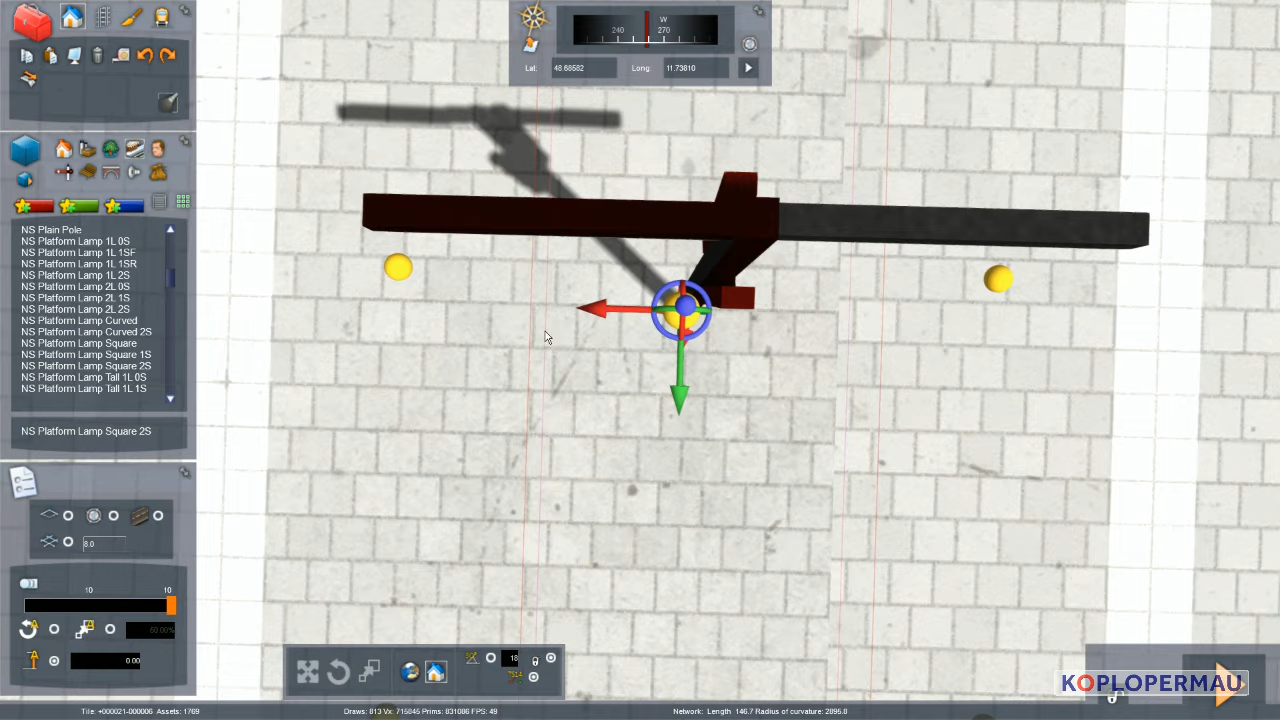 W
240
270
Lat:
48.68582
Long:
11.73810
NS Plain Pole
NS Platform Lamp 1L 0S
NS Platform Lamp 1L 1SF
NS Platform Lamp 1L 1SR
NS Platform Lamp 1L 2S
NS Platform Lamp 2L 0S
NS Platform Lamp 2L 1S
NS Platform Lamp 2L 2S
NS Platform Lamp Curved
NS Platform Lamp Curved 2S
NS Platform Lamp Square
NS Platform Lamp Square 1S
NS Platform Lamp Square 2S
NS Platform Lamp Tall 1L 0S
NS Platform Lamp Tall 1L 1S
NS Platform Lamp Square 2S
8.0
10
10
0.00
18
KOPLOPERMAU
Tile: +000021-000006 Assets: 1769
Draws: 813 Vx: 715845 Prims: 831086 FPS: 49
Network: Length 146.7 Radius of curvature: 2895.0